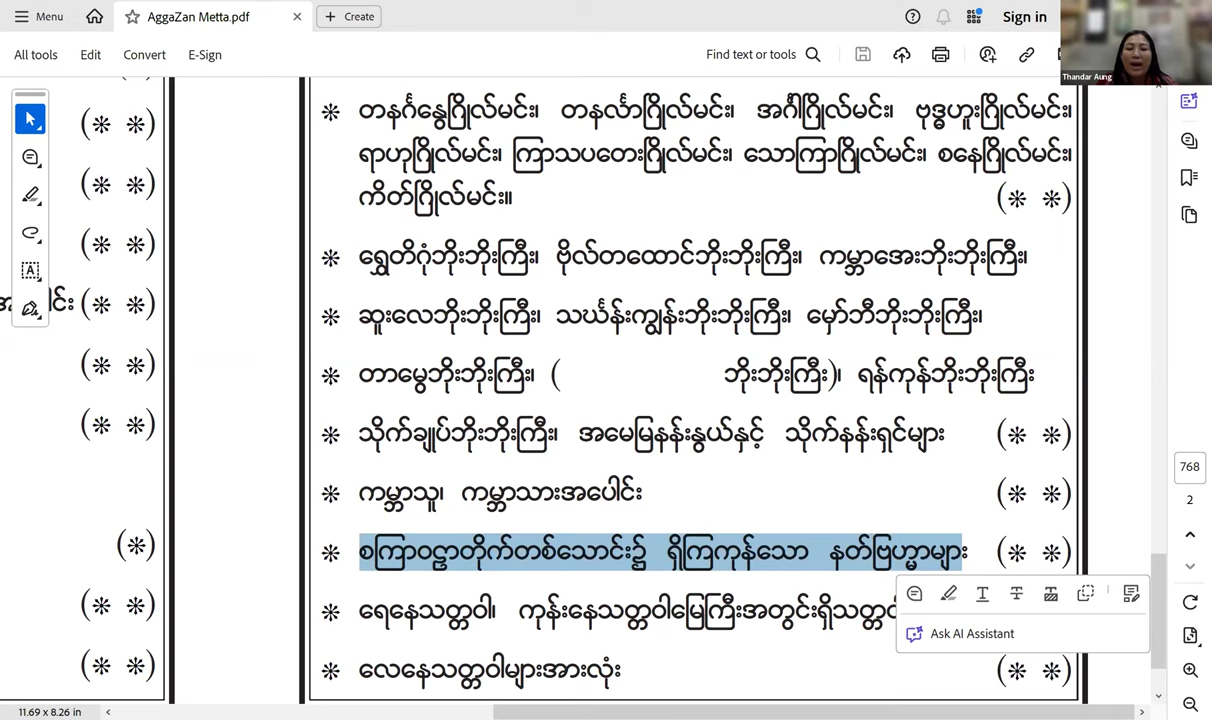 Menu
AggaZan Metta.pdf
Create
Sign in
All tools
Edit
Convert
E-Sign
Find text or tools
Thandar Aung
(* *)
(* *)
(* *)
ါင်း (* *)
(* *)
(* *)
(*)
(* *)
(* *)
* တနင်္ဂနွေဂြိုလ်မင်း၊ တနင်္လာဂြိုလ်မင်း၊ အင်္ဂါဂြိုလ်မင်း၊ ဗုဒ္ဓဟူးဂြိုလ်မင်း၊
ရာဟုဂြိုလ်မင်း၊ ကြာသပတေးဂြိုလ်မင်း၊ သောကြာဂြိုလ်မင်း၊ စနေဂြိုလ်မင်း၊
ကိတ်ဂြိုလ်မင်း။ (* *)
* ရွှေတိဂုံဘိုးဘိုးကြီး၊ ဗိုလ်တထောင်ဘိုးဘိုးကြီး၊ ကမ္ဘာအေးဘိုးဘိုးကြီး၊
* ဆူးလေဘိုးဘိုးကြီး၊ သင်္ဃန်းကျွန်းဘိုးဘိုးကြီး၊ မှော်ဘီဘိုးဘိုးကြီး၊
* တာမွေဘိုးဘိုးကြီး၊ ( ဘိုးဘိုးကြီး)၊ ရန်ကုန်ဘိုးဘိုးကြီး
* သိုက်ချုပ်ဘိုးဘိုးကြီး၊ အမေမြနန်းနွယ်နှင့် သိုက်နန်းရှင်များ (* *)
* ကမ္ဘာသူ၊ ကမ္ဘာသားအပေါင်း (* *)
* စကြာဝဠာတိုက်တစ်သောင်း၌ ရှိကြကုန်သော နတ်ဗြဟ္မာများ (* *)
* ရေနေသတ္တဝါ၊ ကုန်းနေသတ္တဝါမြေကြီးအတွင်းရှိသတ္တဝ
* လေနေသတ္တဝါများအားလုံး (* *)
Ask AI Assistant
768
2
11.69 x 8.26 in